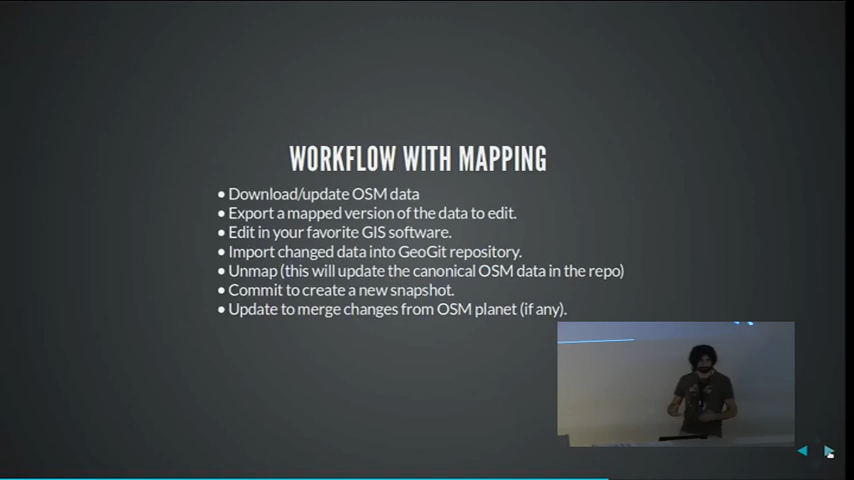 WORKFLOW WITH MAPPING
• Download/update OSM data
• Export a mapped version of the data to edit.
• Edit in your favorite GIS software.
• Import changed data into GeoGit repository.
• Unmap (this will update the canonical OSM data in the repo)
• Commit to create a new snapshot.
• Update to merge changes from OSM planet (if any).